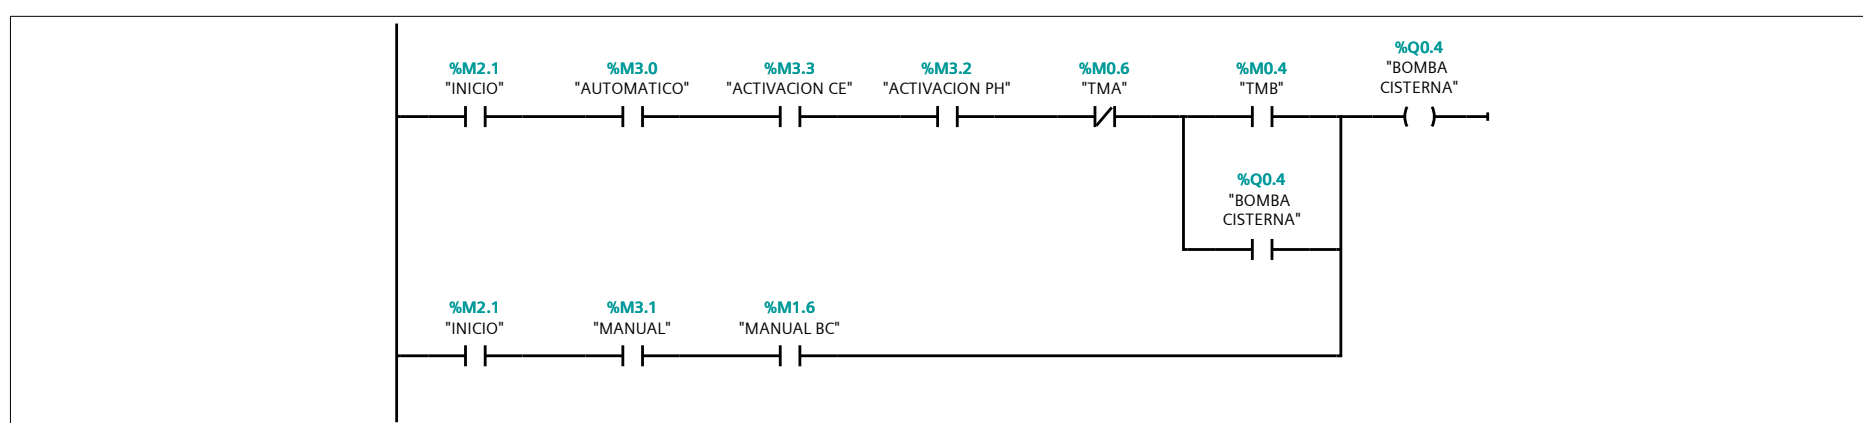 %M2.1
"INICIO"
%M3.0
"AUTOMATICO"
%M3.3
"ACTIVACION CE"
%M3.2
"ACTIVACION PH"
%M0.6
"TMA"
%M0.4
"TMB"
%Q0.4
"BOMBA
CISTERNA"
%Q0.4
"BOMBA
CISTERNA"
%M2.1
"INICIO"
%M3.1
"MANUAL"
%M1.6
"MANUAL BC"